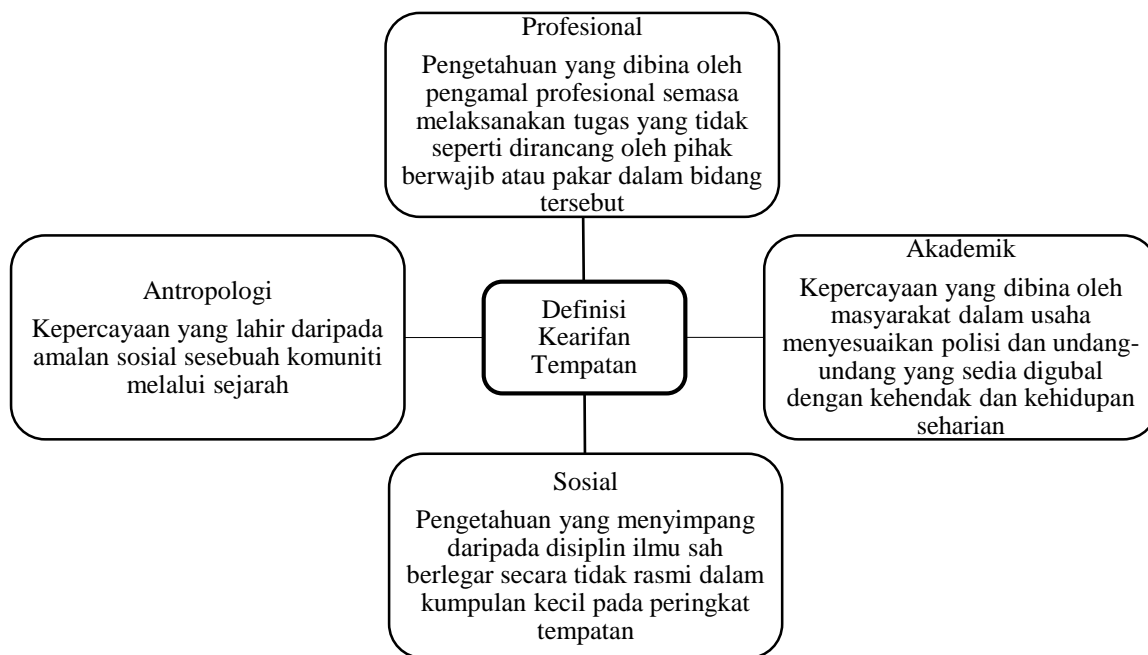 Profesional
Pengetahuan yang dibina oleh
pengamal profesional semasa
melaksanakan tugas yang tidak
seperti dirancang oleh pihak
berwajib atau pakar dalam bidang
tersebut
Antropologi
Kepercayaan yang lahir daripada
amalan sosial sesebuah komuniti
melalui sejarah
Definisi
Kearifan
Tempatan
Akademik
Kepercayaan yang dibina oleh
masyarakat dalam usaha
menyesuaikan polisi dan undang-
undang yang sedia digubal
dengan kehendak dan kehidupan
seharian
Sosial
Pengetahuan yang menyimpang
daripada disiplin ilmu sah
berlegar secara tidak rasmi dalam
kumpulan kecil pada peringkat
tempatan